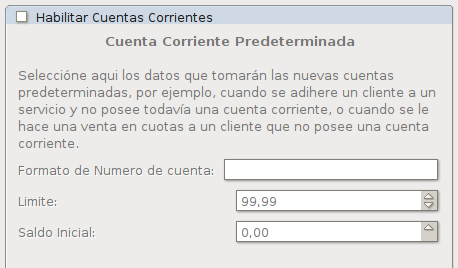 Habilitar Cuentas Corrientes
Cuenta Corriente Predeterminada
Seleccióne aqui los datos que tomarán las nuevas cuentas
predeterminadas, por ejemplo, cuando se adihere un cliente a un
servicio y no posee todavía una cuenta corriente, o cuando se le
hace una venta en cuotas a un cliente que no posee una cuenta
corriente.
Formato de Numero de cuenta:
Limite: 99,99
Saldo Inicial: 0,00